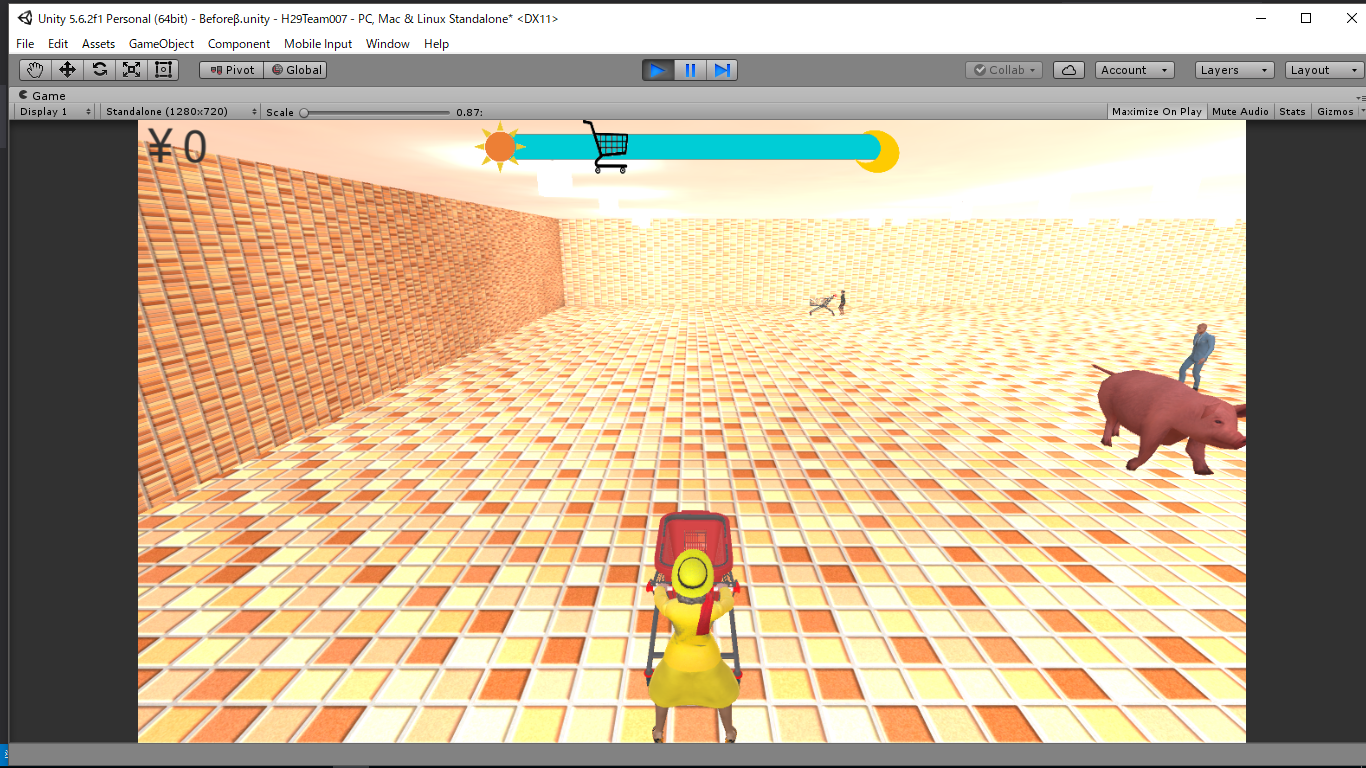 Unity 5.6.2f1 Personal (64bit) - Beforeβ.unity - H29Team007 - PC, Mac & Linux Standalone* <DX11>
File Edit Assets GameObject Component Mobile Input Window Help
Pivot Global Collab Account Layers Layout
Game
Display 1 Standalone (1280x720) Scale 0.87: Maximize On Play Mute Audio Stats Gizmos
¥ 0